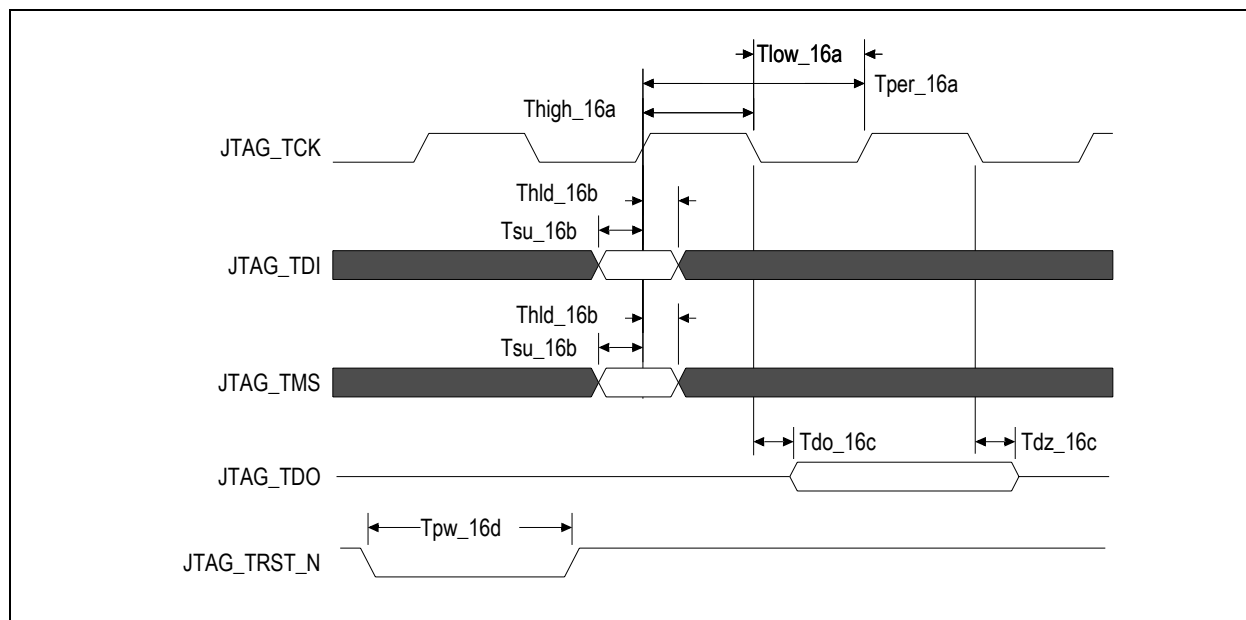 Tlow_16a
Tper_16a
Thigh_16a
JTAG_TCK
Thld_16b
Tsu_16b
JTAG_TDI
Thld_16b
Tsu_16b
JTAG_TMS
Tdo_16c
Tdz_16c
JTAG_TDO
Tpw_16d
JTAG_TRST_N